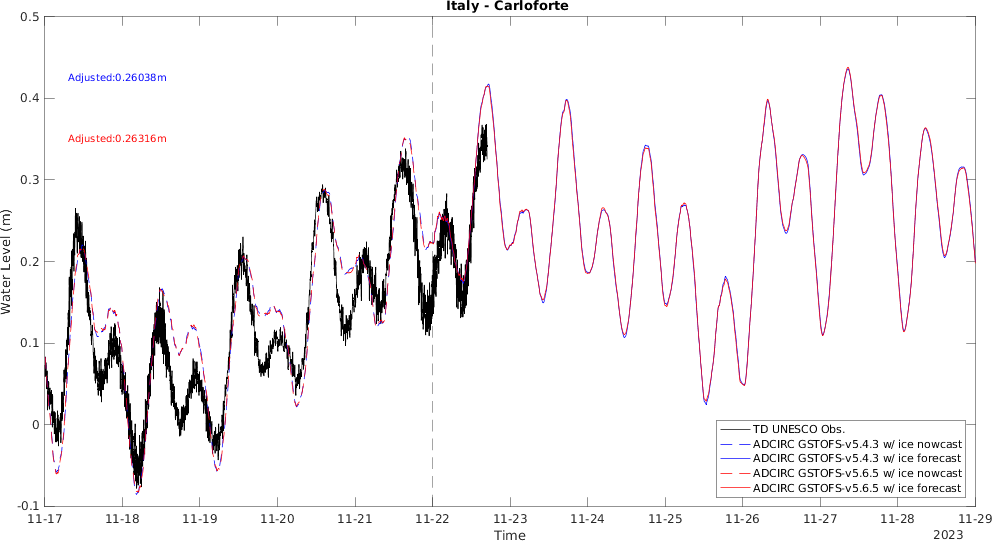 Italy - Carloforte
Water Level (m)
0.5
0.4
0.3
0.2
0.1
0
-0.1
Adjusted:0.26038m
Adjusted:0.26316m
TD UNESCO Obs.
ADCIRC GSTOFS-v5.4.3 w/ ice nowcast
ADCIRC GSTOFS-v5.4.3 w/ ice forecast
ADCIRC GSTOFS-v5.6.5 w/ ice nowcast
ADCIRC GSTOFS-v5.6.5 w/ ice forecast
11-17 11-18 11-19 11-20 11-21 11-22 11-23 11-24 11-25 11-26 11-27 11-28 11-29
Time
2023